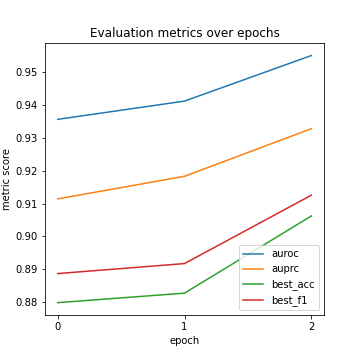 Evaluation metrics over epochs
metric score
0.95
0.94
0.93
0.92
0.91
0.90
0.89
0.88
auroc
auprc
best_acc
best_f1
0
1
2
epoch